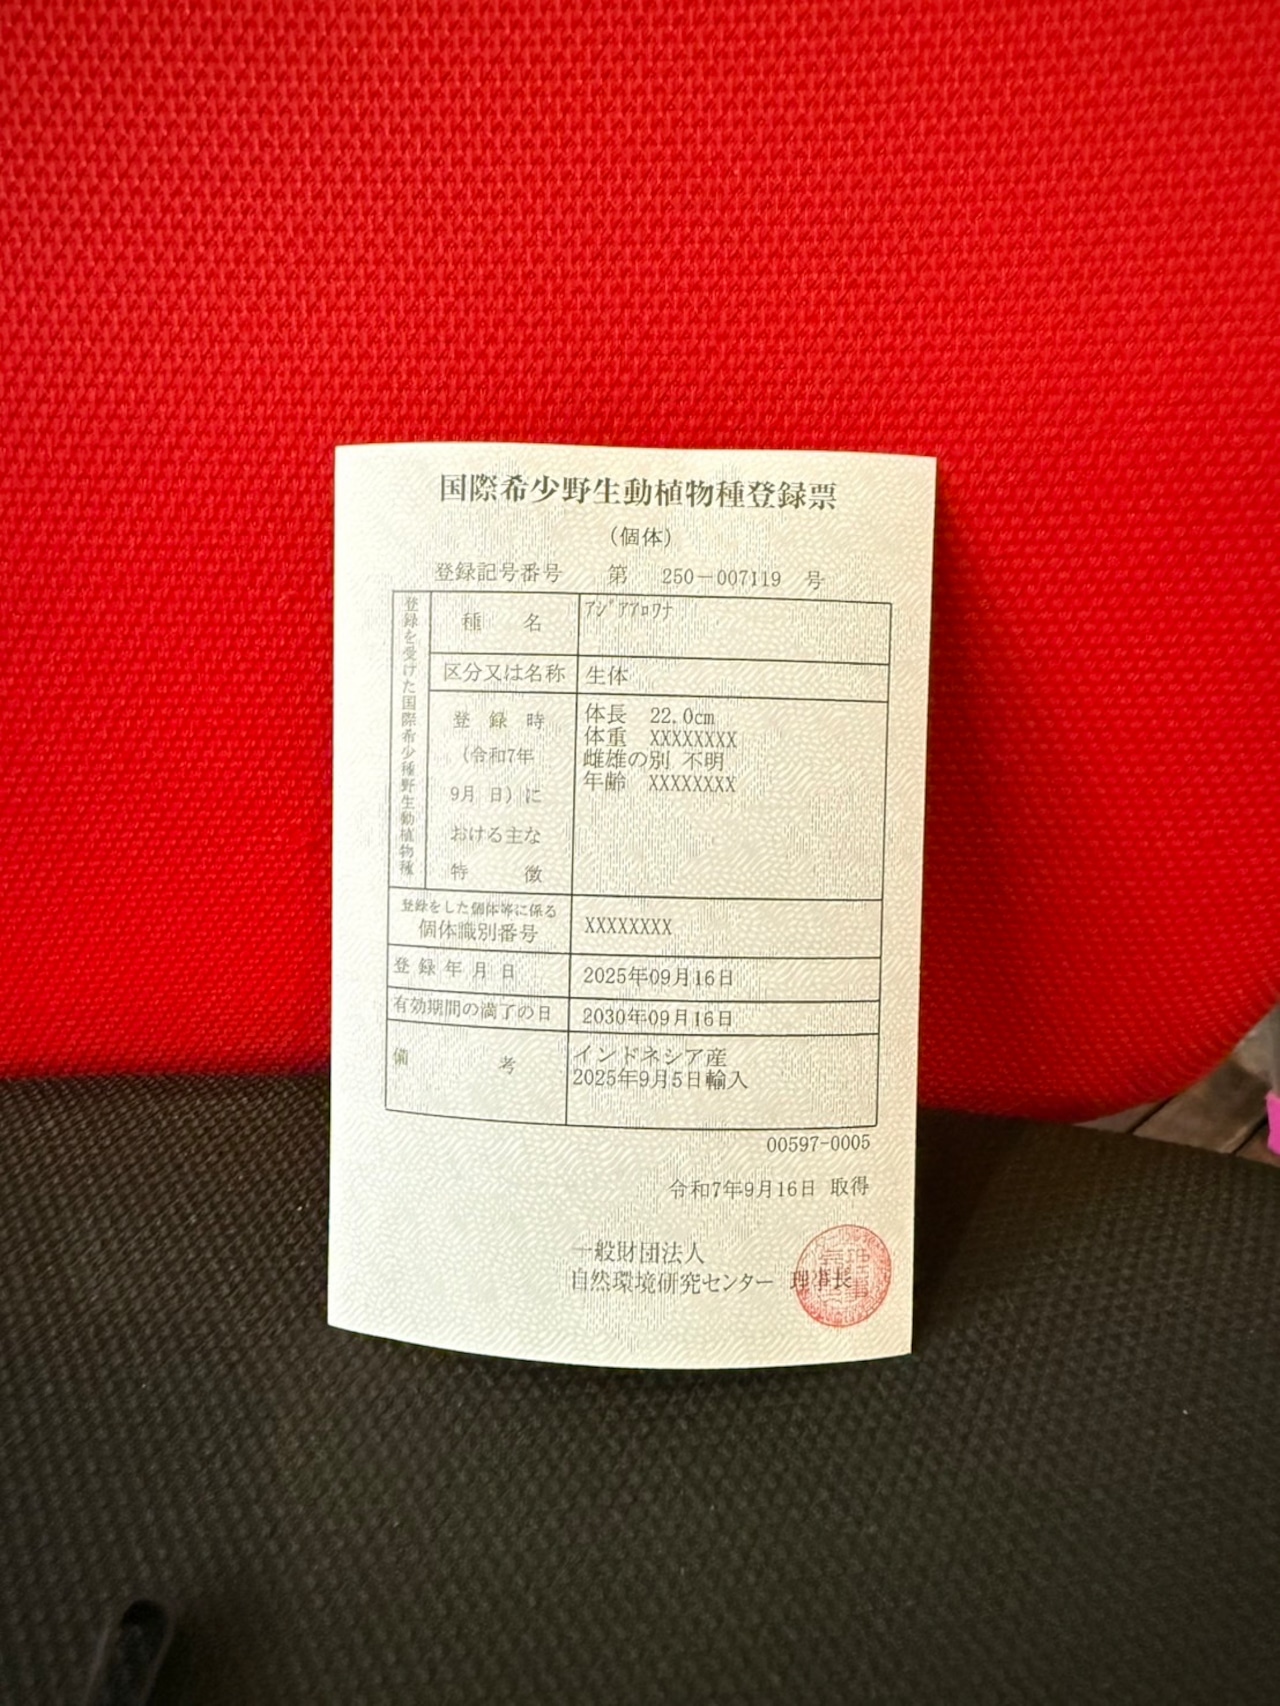 国際希少野生動植物種登録票
(個体)
登録記号番号 第 250-007119 号
登録を受けた国際希少種野生動植物種
種 名 アジアアロワナ
区分又は名称 生体
登録時
(令和7年
9月 日)に
おける主な
特 徴
体長 22.0cm
体重 XXXXXXXX
雌雄の別 不明
年齢 XXXXXXXX
登録をした個体等に係る
個体識別番号 XXXXXXXX
登録年月日 2025年09月16日
有効期間の満了の日 2030年09月16日
備 考 インドネシア産
2025年9月5日輸入
00597-0005
令和7年9月16日 取得
一般財団法人
自然環境研究センター 理事長